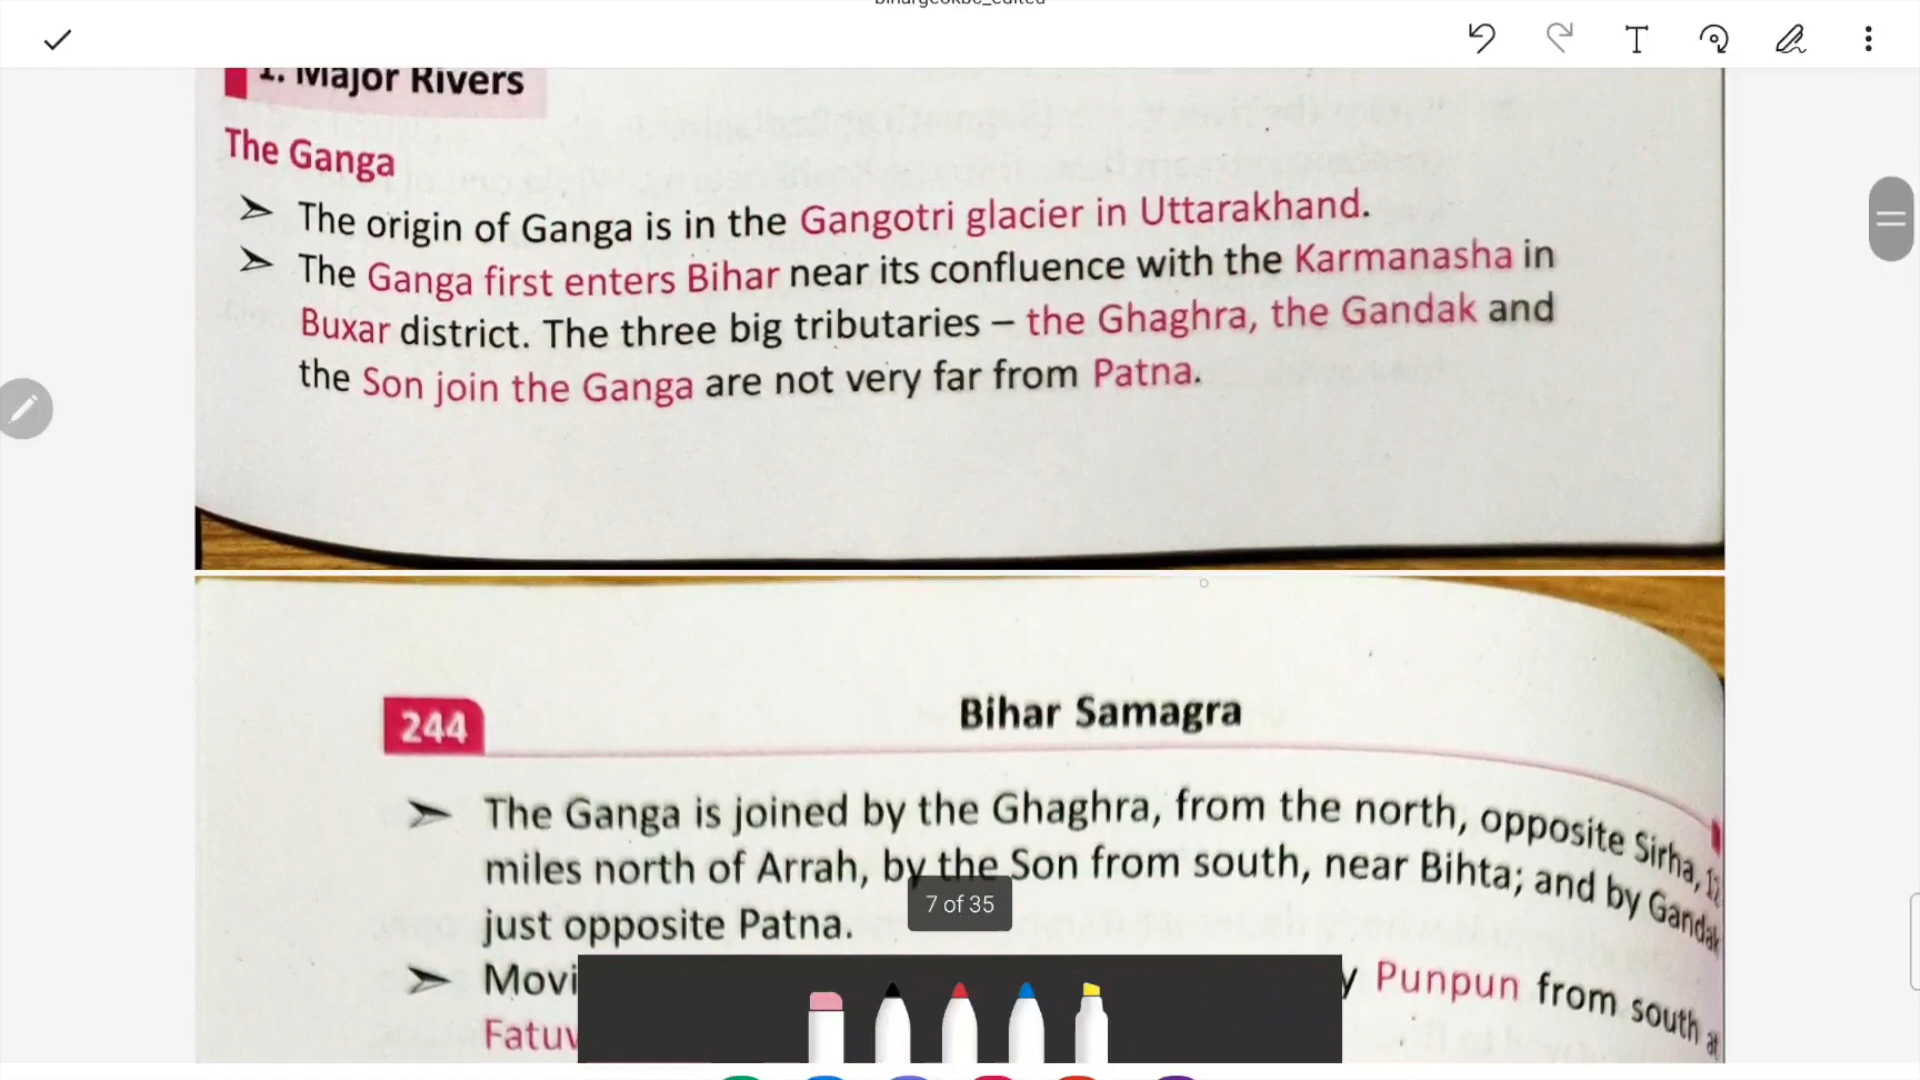 1. Major Rivers
The Ganga
➤ The origin of Ganga is in the Gangotri glacier in Uttarakhand.
➤ The Ganga first enters Bihar near its confluence with the Karmanasha in
Buxar district. The three big tributaries – the Ghaghra, the Gandak and
the Son join the Ganga are not very far from Patna.
244
Bihar Samagra
➤ The Ganga is joined by the Ghaghra, from the north, opposite Sirha,
miles north of Arrah, by the Son from south, near Bihta; and by Gandak
just opposite Patna.
7 of 35
➤ Punpun from south at